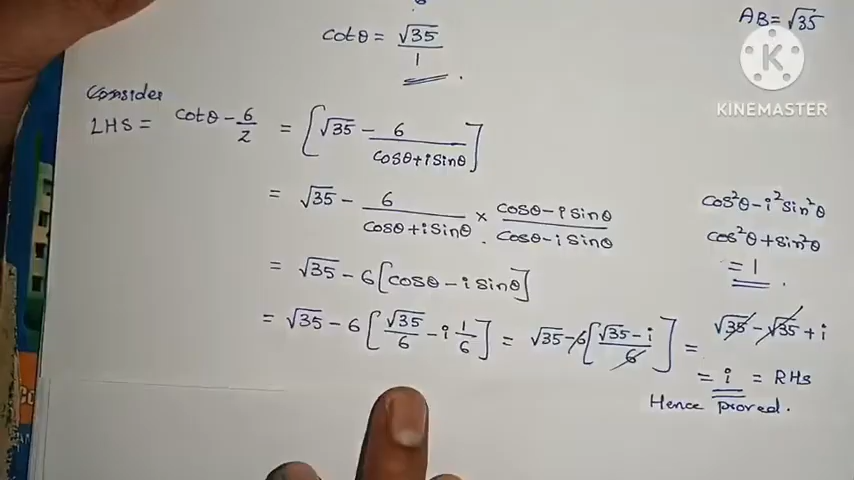 AB = √35
cotθ = √35/1
KINEMASTER
Consider
LHS = cotθ - 6/z = [√35 - 6/(cosθ+isinθ)]
= √35 - 6/(cosθ+isinθ) × (cosθ-isinθ)/(cosθ-isinθ)
cos²θ - i²sin²θ
cos²θ + sin²θ
= 1
= √35 - 6[cosθ - i sinθ]
= √35 - 6[√35/6 - i 1/6] = √35 - 6[(√35 - i)/6] = √35 - √35 + i
= i = RHS
Hence proved.